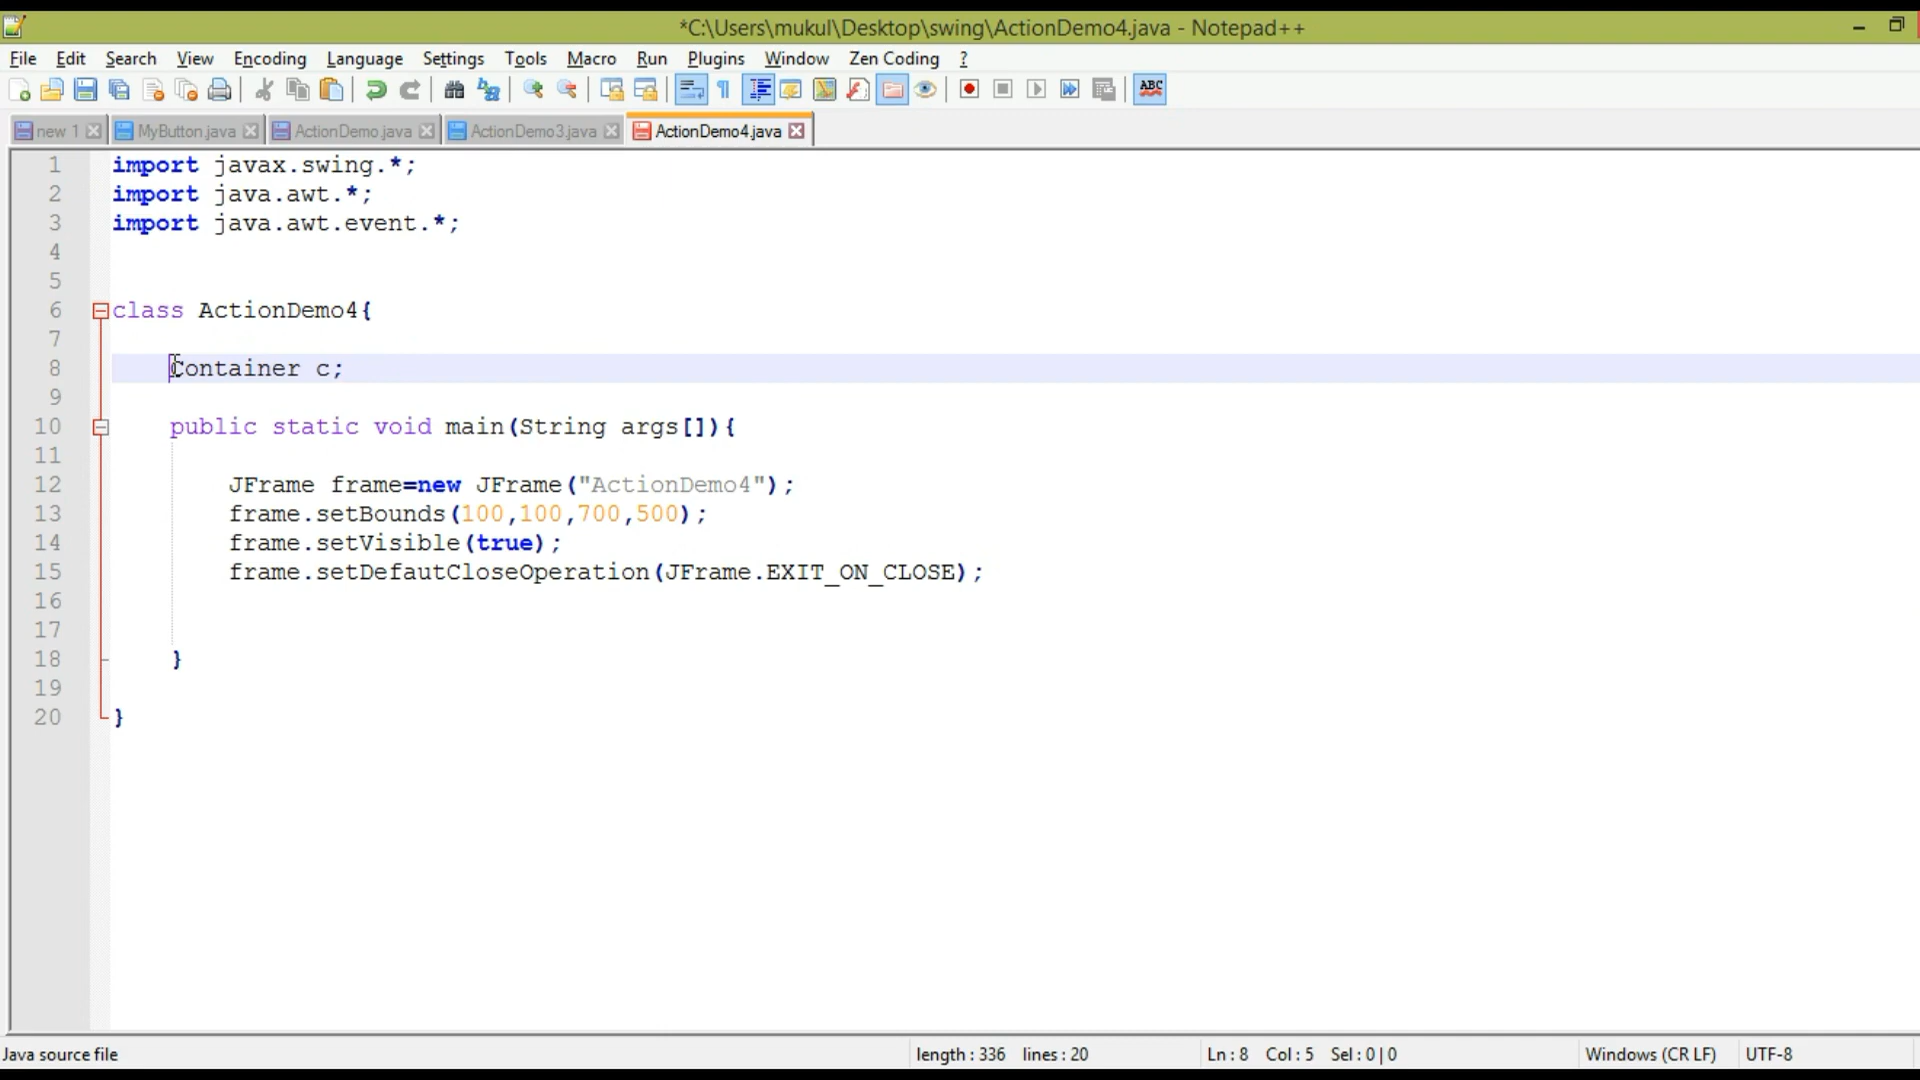 *C:\Users\mukul\Desktop\swing\ActionDemo4.java - Notepad++
File Edit Search View Encoding Language Settings Tools Macro Run Plugins Window Zen Coding ?
ABC
new 1 MyButton.java ActionDemo.java ActionDemo3.java ActionDemo4.java
1 import javax.swing.*;
2 import java.awt.*;
3 import java.awt.event.*;
4
5
6 class ActionDemo4{
7
8 Container c;
9
10 public static void main(String args[]){
11
12 JFrame frame=new JFrame("ActionDemo4");
13 frame.setBounds(100,100,700,500);
14 frame.setVisible(true);
15 frame.setDefautCloseOperation(JFrame.EXIT_ON_CLOSE);
16
17
18 }
19
20 }
Java source file length : 336 lines : 20 Ln : 8 Col : 5 Sel : 0 | 0 Windows (CR LF) UTF-8